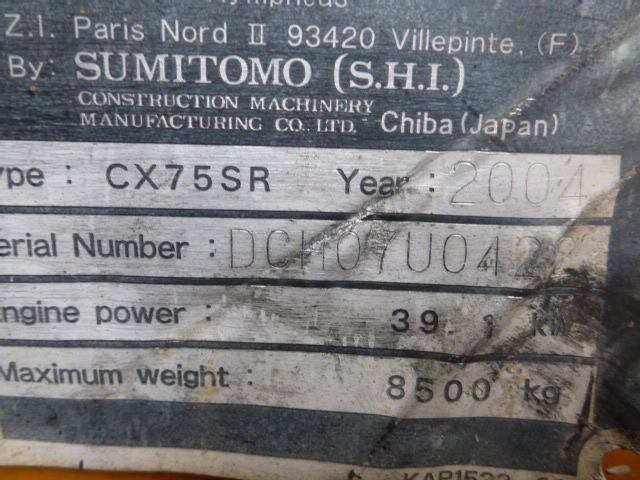 Z.I. Paris Nord II 93420 Villepinte, (F)
By: SUMITOMO (S.H.I.)
CONSTRUCTION MACHINERY
MANUFACTURING CO., LTD. Chiba (Japan)
ype : CX75SR Year : 2004
erial Number :
ngine power : 39.1 kW
Maximum weight : 8500 kg